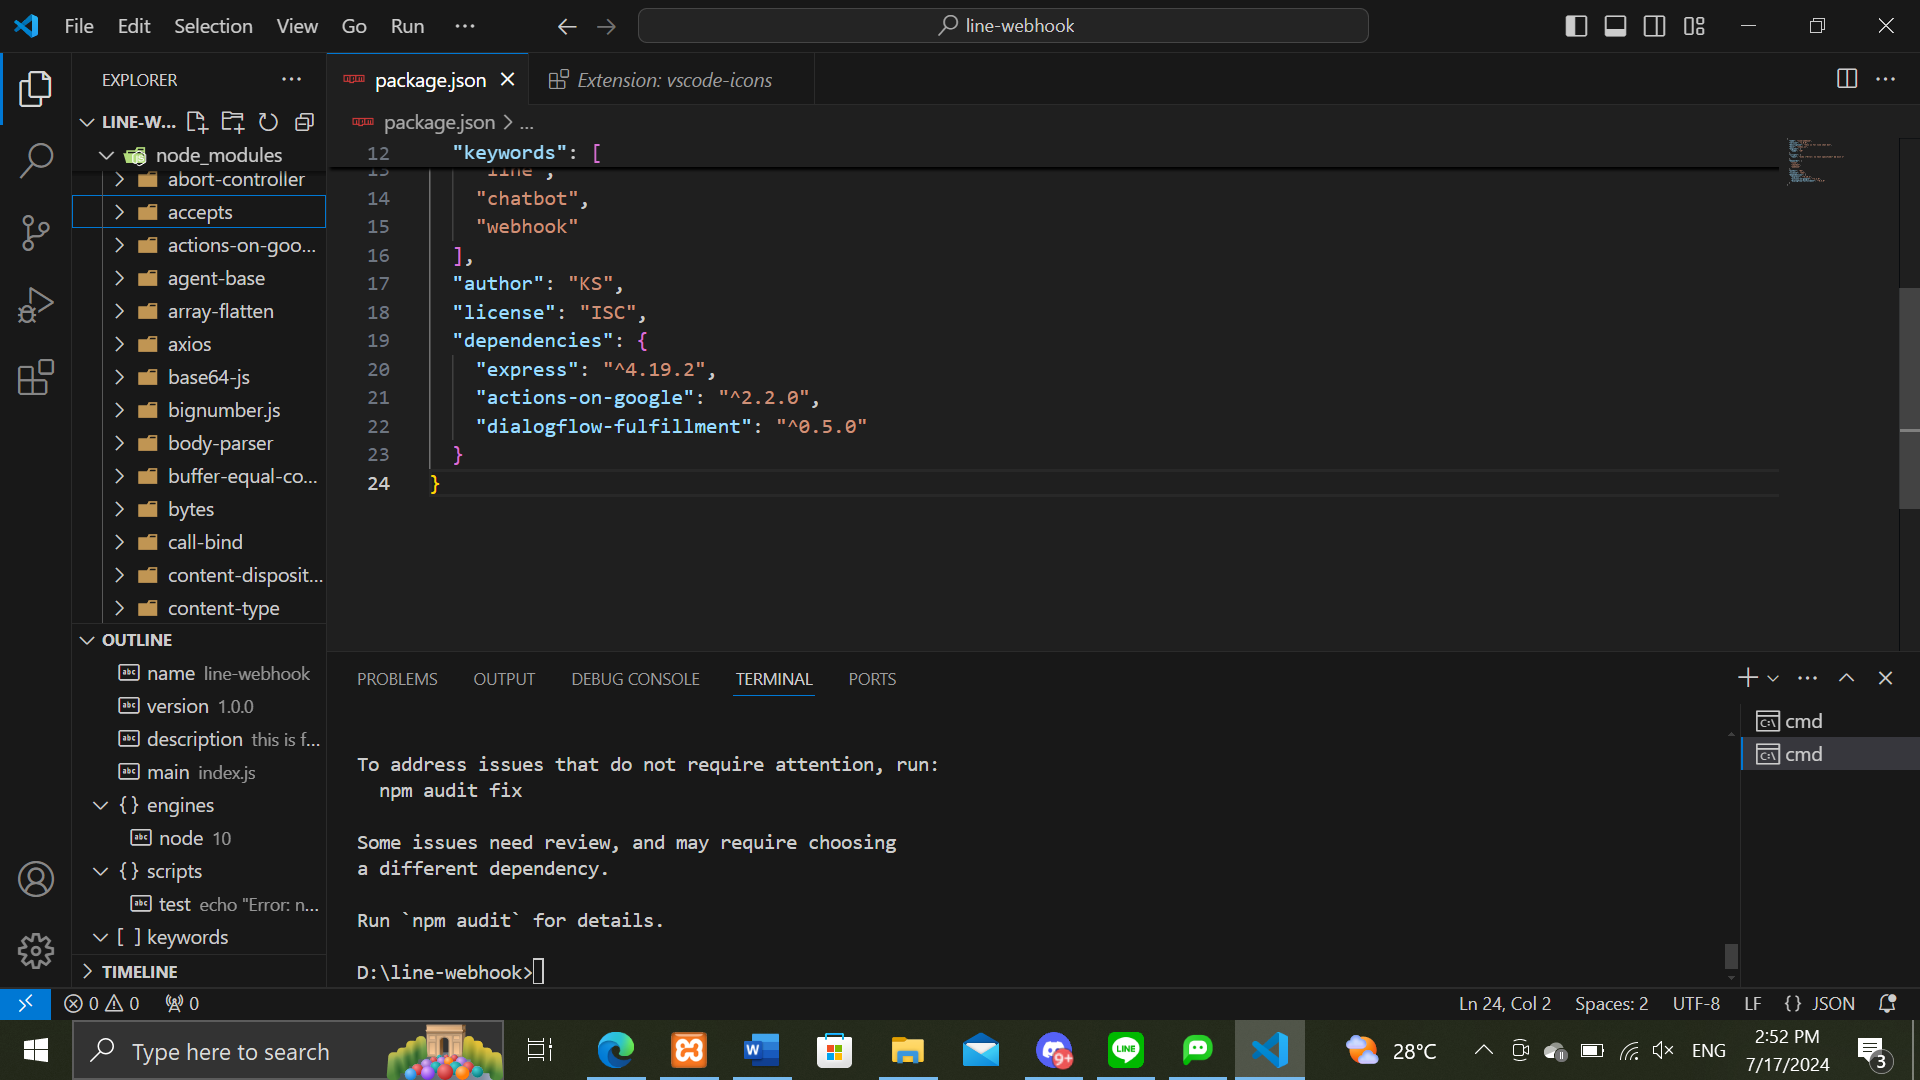 File Edit Selection View Go Run ···
line-webhook
EXPLORER
package.json
Extension: vscode-icons
LINE-W...
package.json > ...
node_modules
abort-controller
accepts
actions-on-goo...
agent-base
array-flatten
axios
base64-js
bignumber.js
body-parser
buffer-equal-co...
bytes
call-bind
content-disposit...
content-type
12 "keywords": [
13 "line",
14 "chatbot",
15 "webhook"
16 ],
17 "author": "KS",
18 "license": "ISC",
19 "dependencies": {
20 "express": "^4.19.2",
21 "actions-on-google": "^2.2.0",
22 "dialogflow-fulfillment": "^0.5.0"
23 }
24 }
OUTLINE
name line-webhook
version 1.0.0
description this is f...
main index.js
{} engines
node 10
{} scripts
test echo "Error: n...
[ ] keywords
TIMELINE
PROBLEMS OUTPUT DEBUG CONSOLE TERMINAL PORTS
cmd
cmd
To address issues that do not require attention, run:
npm audit fix
Some issues need review, and may require choosing
a different dependency.
Run `npm audit` for details.
D:\line-webhook>
0 0 0
Ln 24, Col 2 Spaces: 2 UTF-8 LF {} JSON
Type here to search
W
9+
LINE
28°C
ENG
2:52 PM
7/17/2024
3